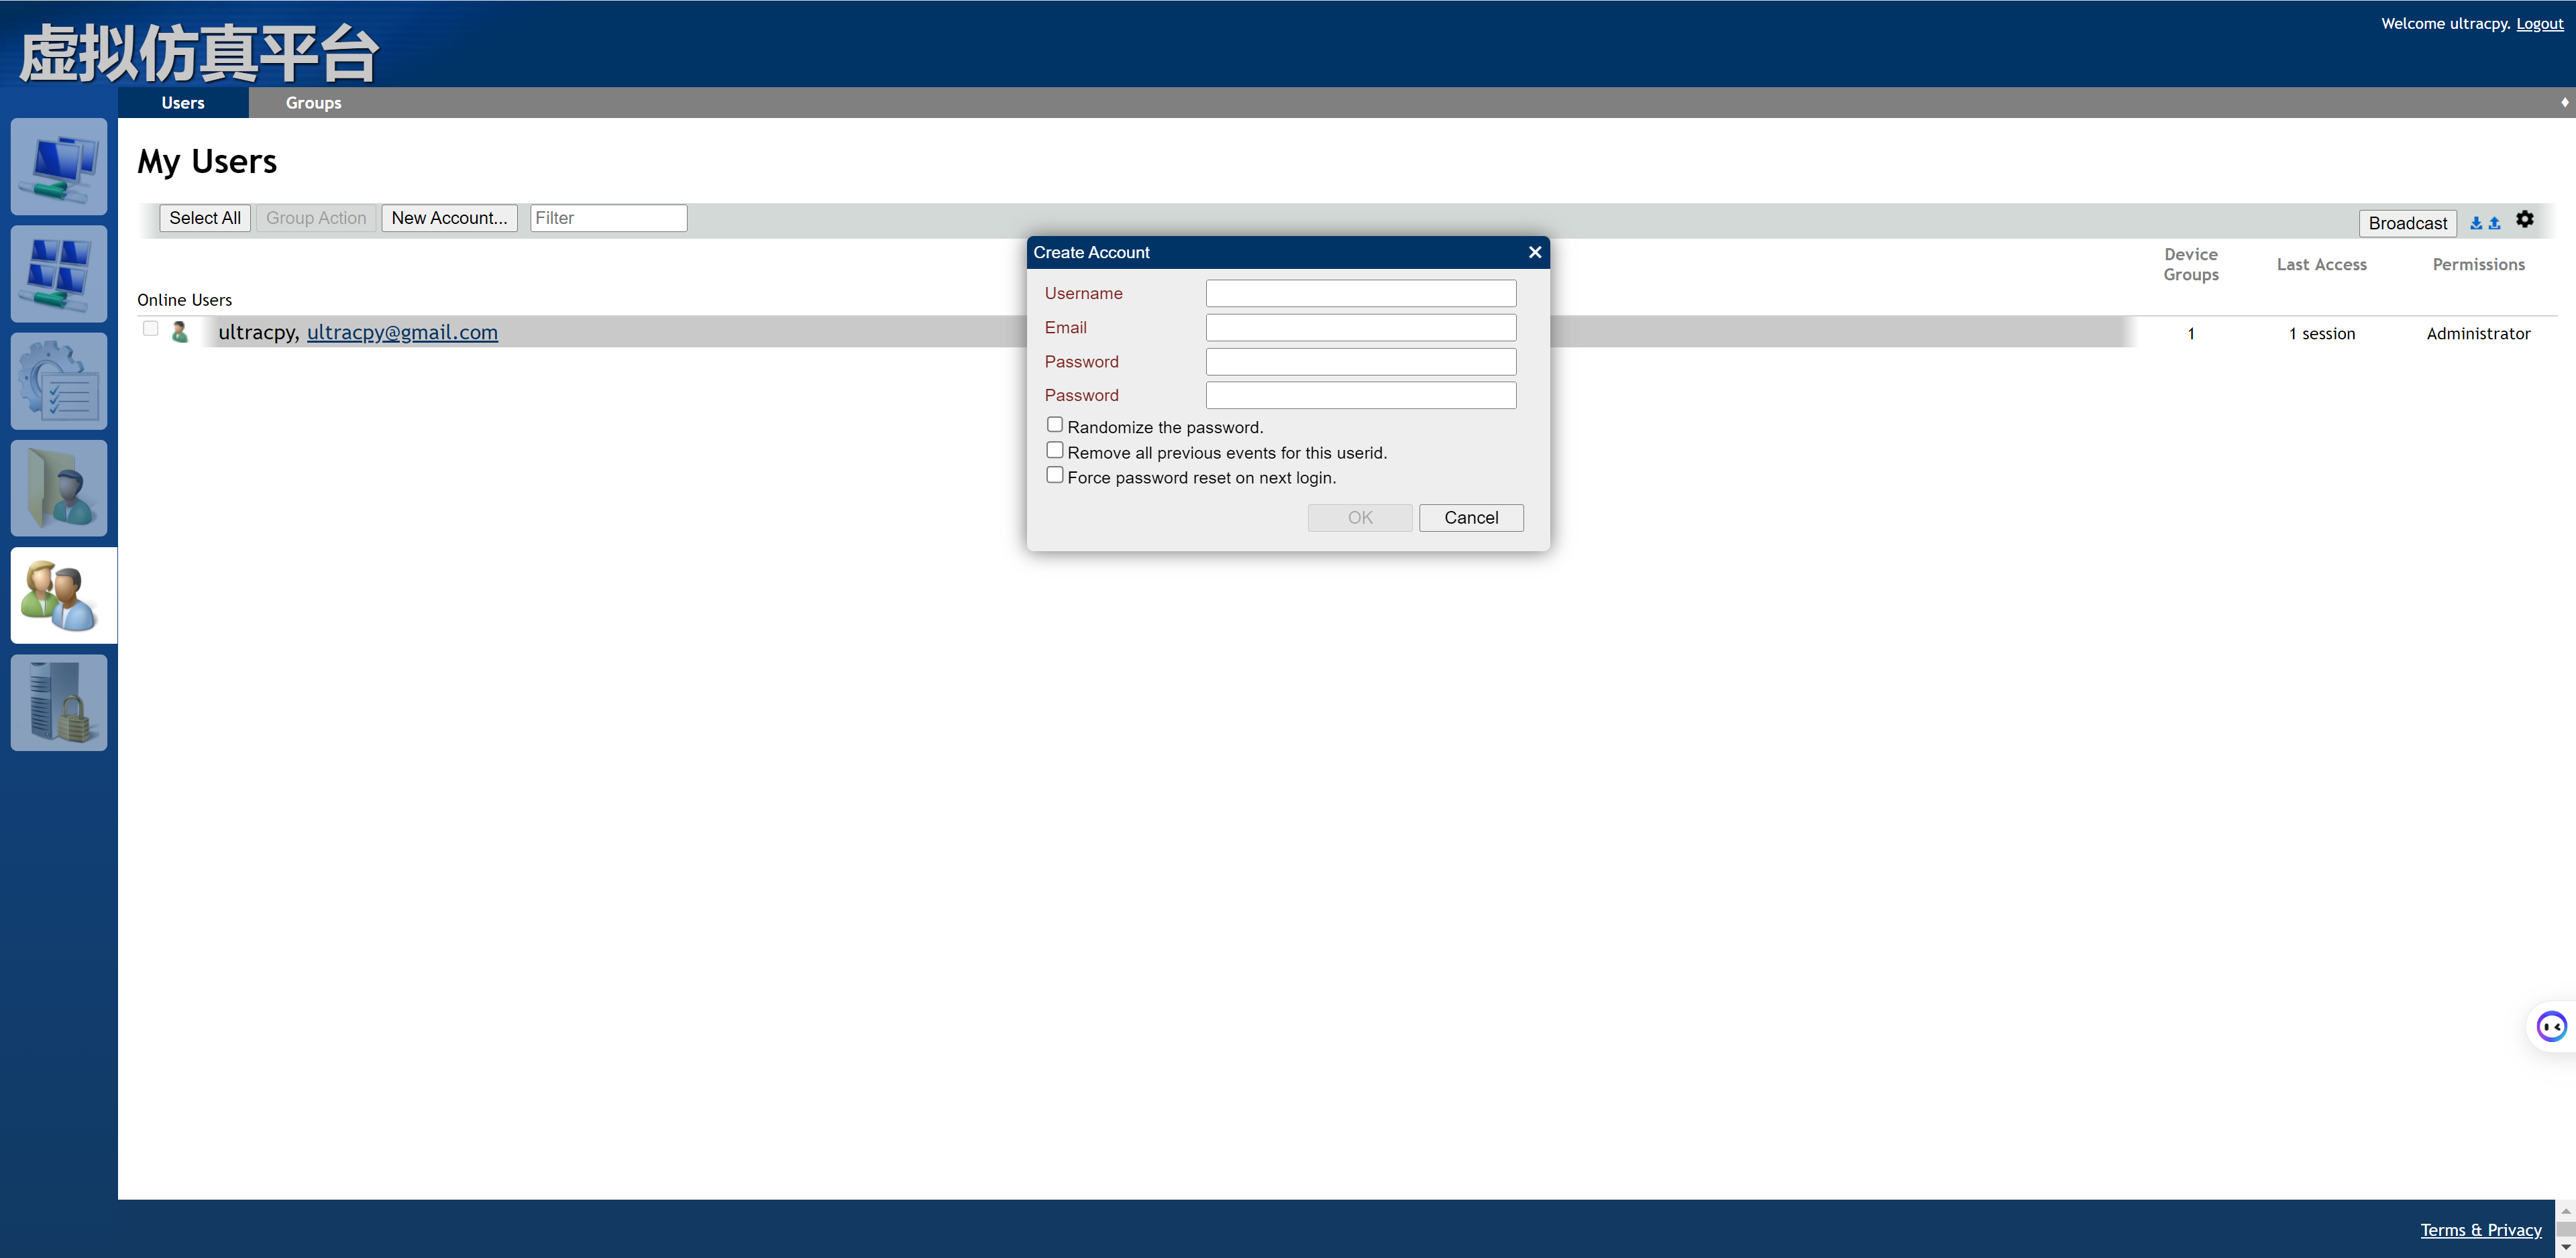 虚拟仿真平台
Welcome ultracpy. Logout
Users Groups
My Users
Select All Group Action New Account... Filter Broadcast
Device Groups Last Access Permissions
Online Users
ultracpy, ultracpy@gmail.com 1 1 session Administrator
Create Account
Username
Email
Password
Password
Randomize the password.
Remove all previous events for this userid.
Force password reset on next login.
OK Cancel
Terms & Privacy